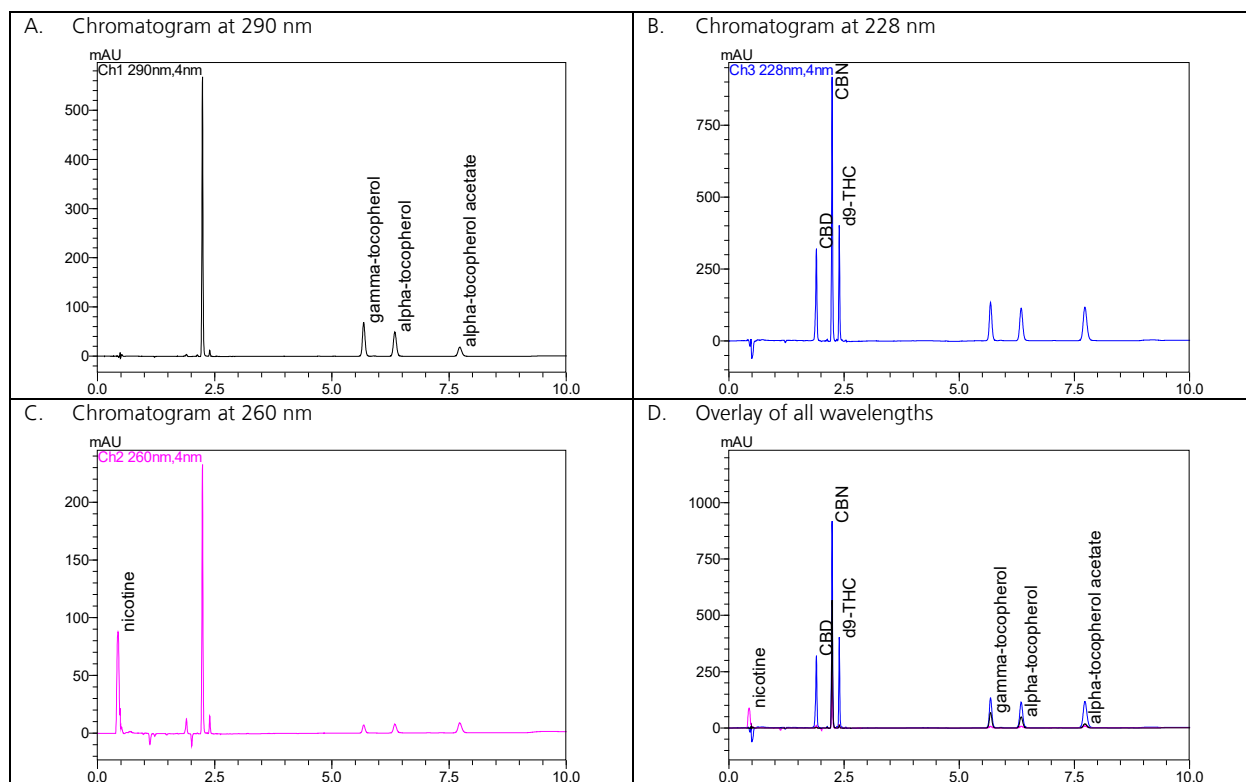 A. Chromatogram at 290 nm
mAU
Ch1 290nm,4nm
500
400
300
200
100
0
gamma-tocopherol
alpha-tocopherol
alpha-tocopherol acetate
0.0 2.5 5.0 7.5 10.0
B. Chromatogram at 228 nm
mAU
Ch3 228nm,4nm
750
500
250
0
CBD
CBN
d9-THC
0.0 2.5 5.0 7.5 10.0
C. Chromatogram at 260 nm
mAU
Ch2 260nm,4nm
200
150
100
50
0
nicotine
0.0 2.5 5.0 7.5 10.0
D. Overlay of all wavelengths
mAU
1000
750
500
250
0
nicotine
CBD
CBN
d9-THC
gamma-tocopherol
alpha-tocopherol
alpha-tocopherol acetate
0.0 2.5 5.0 7.5 10.0